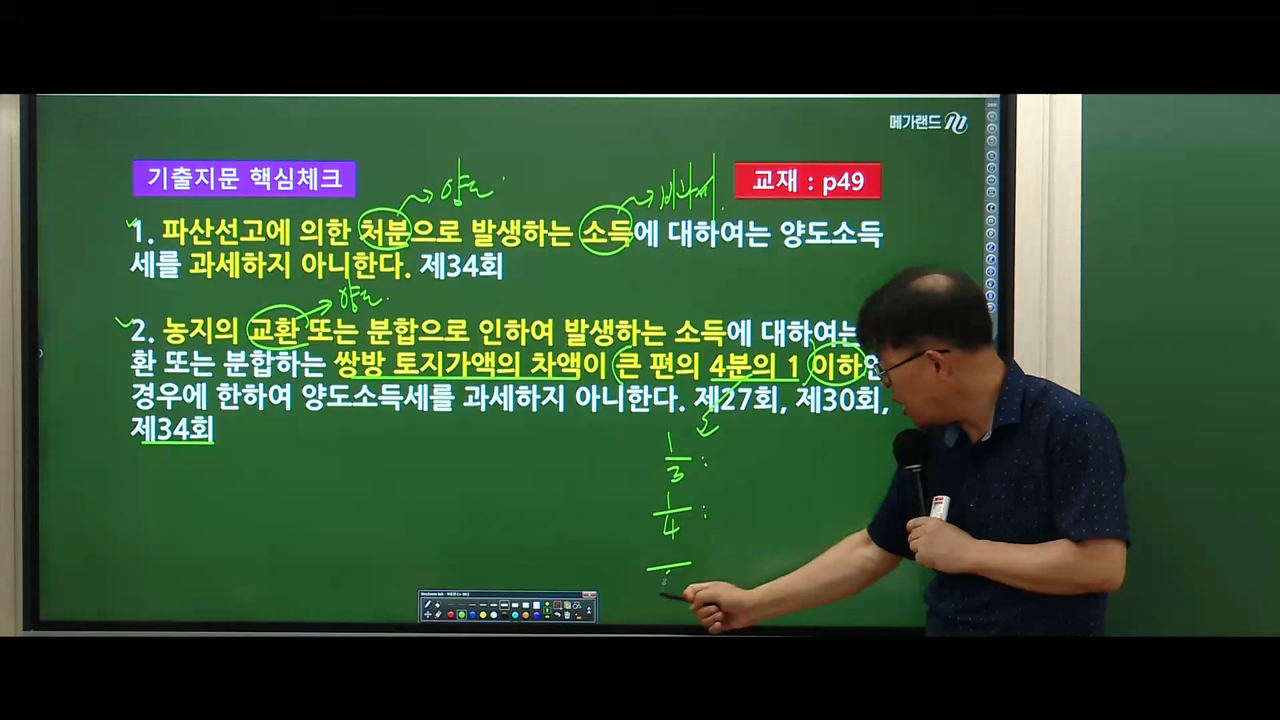 메가랜드
기출지문 핵심체크
교재 : p49
양도
비과세
1. 파산선고에 의한 처분으로 발생하는 소득에 대하여는 양도소득
세를 과세하지 아니한다. 제34회
양도
2. 농지의 교환 또는 분합으로 인하여 발생하는 소득에 대하여는
환 또는 분합하는 쌍방 토지가액의 차액이 큰 편의 4분의 1 이하인
경우에 한하여 양도소득세를 과세하지 아니한다. 제27회, 제30회,
제34회
1/3 :
1/4 :